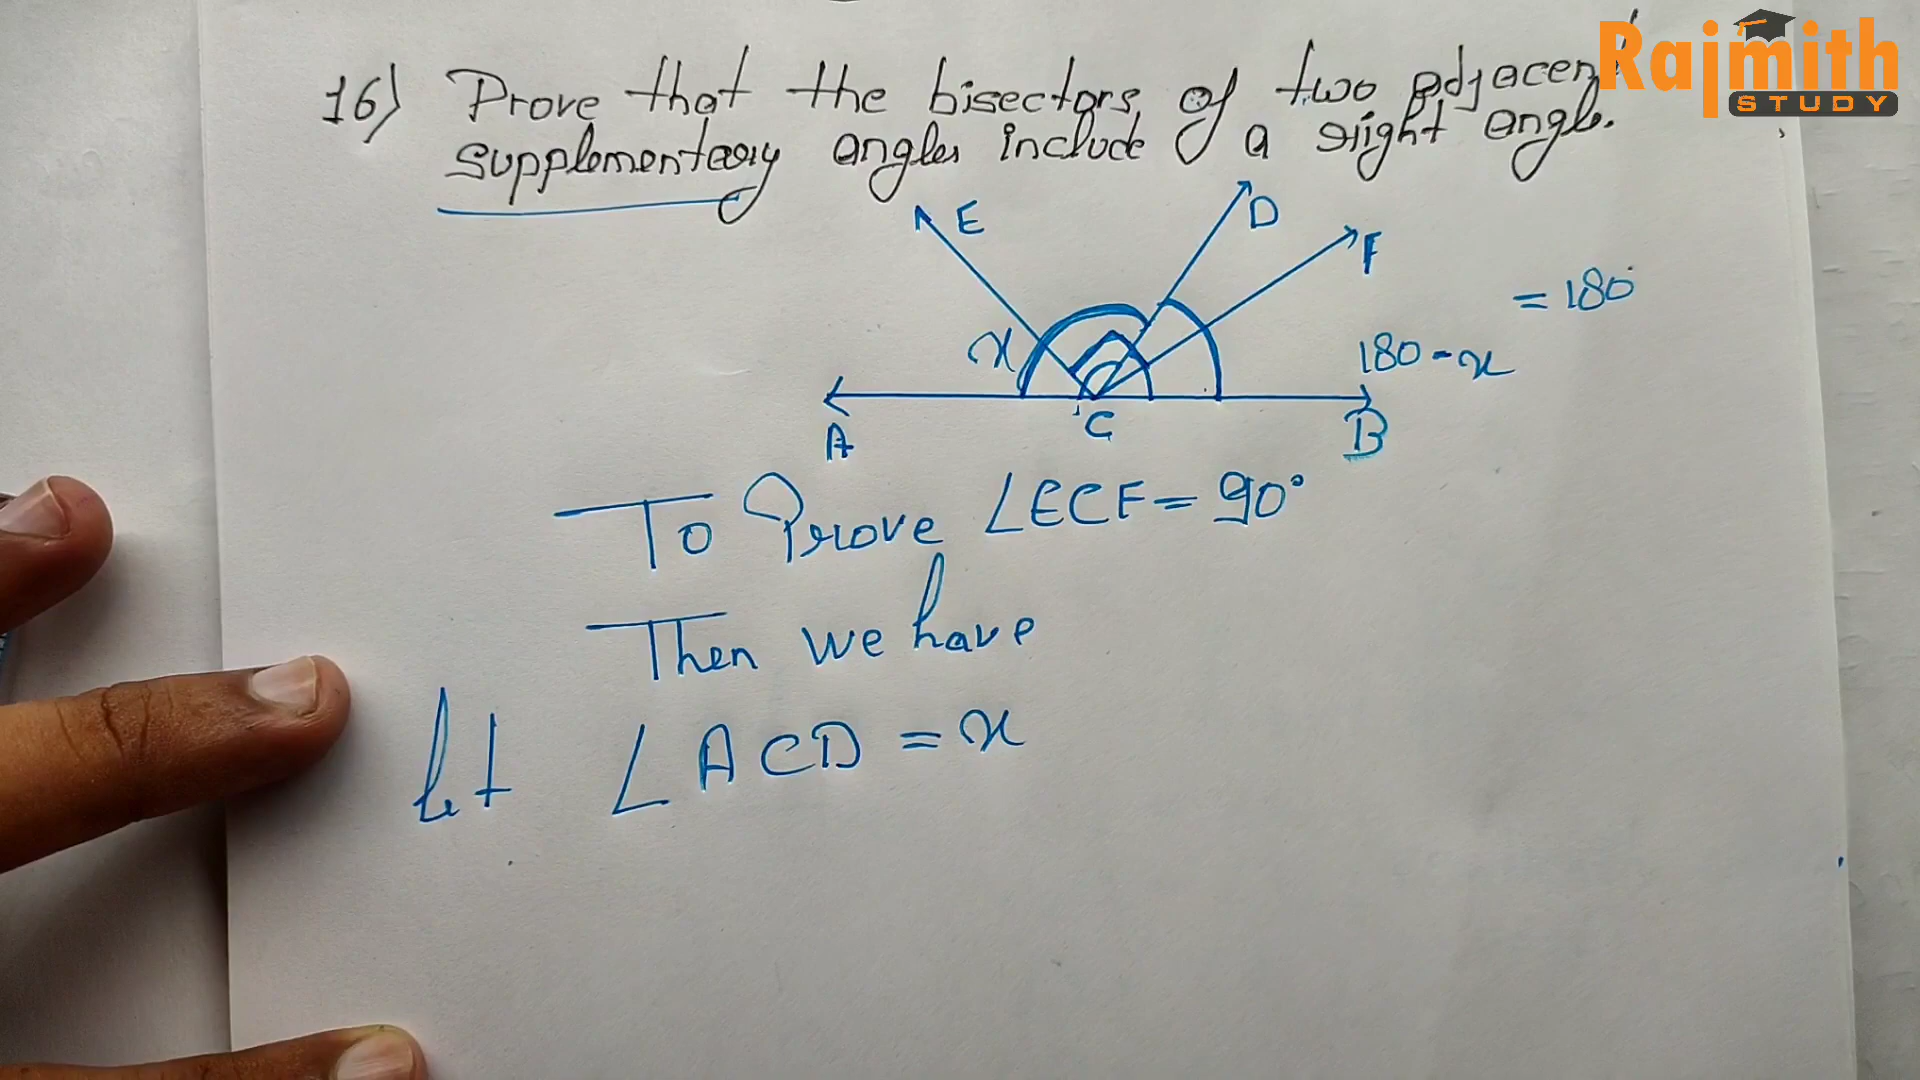 Rajmith
STUDY
16) Prove that the bisectors of two adjacent
supplementary angles include a right angle.
E
D
F
= 180°
x
180 - x
A
C
B
To Prove ∠ECF = 90°
Then we have
let ∠ACD = x